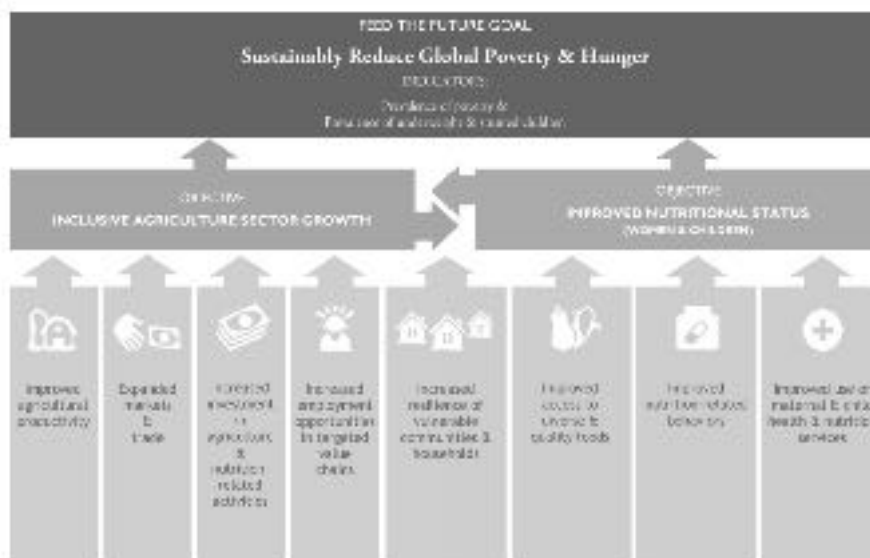 FEED THE FUTURE GOAL
Sustainably Reduce Global Poverty & Hunger
INDICATORS:
Prevalence of poverty &
Prevalence of underweight & stunted children
OBJECTIVE
INCLUSIVE AGRICULTURE SECTOR GROWTH
OBJECTIVE
IMPROVED NUTRITIONAL STATUS
(WOMEN & CHILDREN)
Improved
agricultural
productivity
Expanded
markets
&
trade
Increased
investment
in
agriculture
&
nutrition
related
activities
Increased
employment
opportunities
in targeted
value
chains
Increased
resilience of
vulnerable
communities &
households
Improved
access to
diverse &
quality foods
Improved
nutrition-related
behaviors
Improved use of
maternal & child
health & nutrition
services